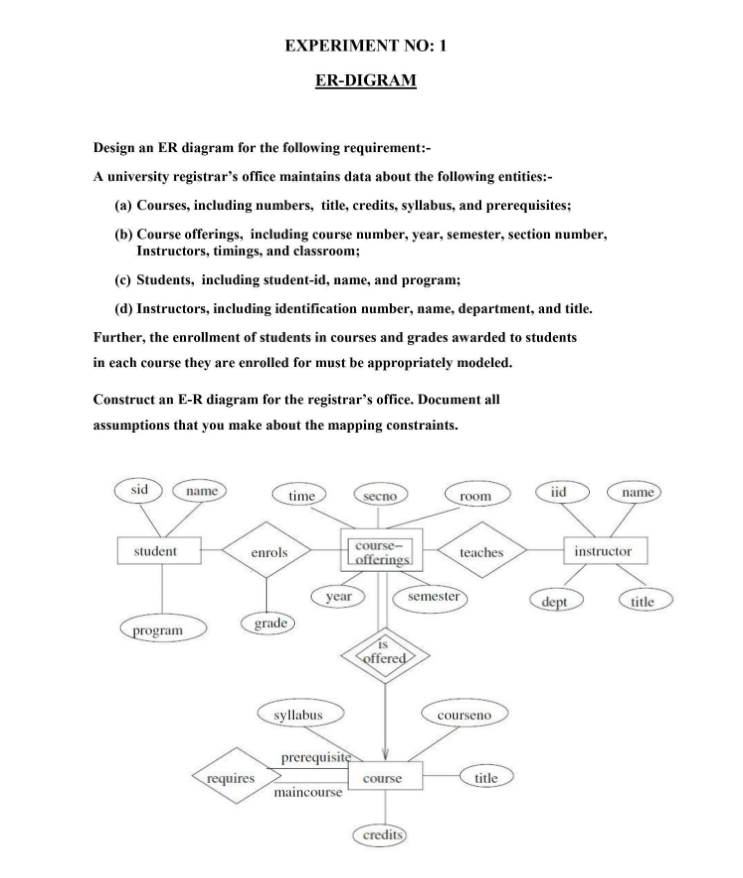 EXPERIMENT NO: 1
ER-DIGRAM
Design an ER diagram for the following requirement:-
A university registrar's office maintains data about the following entities:-
(a) Courses, including numbers, title, credits, syllabus, and prerequisites;
(b) Course offerings, including course number, year, semester, section number,
Instructors, timings, and classroom;
(c) Students, including student-id, name, and program;
(d) Instructors, including identification number, name, department, and title.
Further, the enrollment of students in courses and grades awarded to students
in each course they are enrolled for must be appropriately modeled.
Construct an E-R diagram for the registrar's office. Document all
assumptions that you make about the mapping constraints.
sid name time secno room iid name
student enrols course-
offerings teaches instructor
year semester dept title
program grade
is
offered
syllabus courseno
prerequisite
requires course title
maincourse
credits